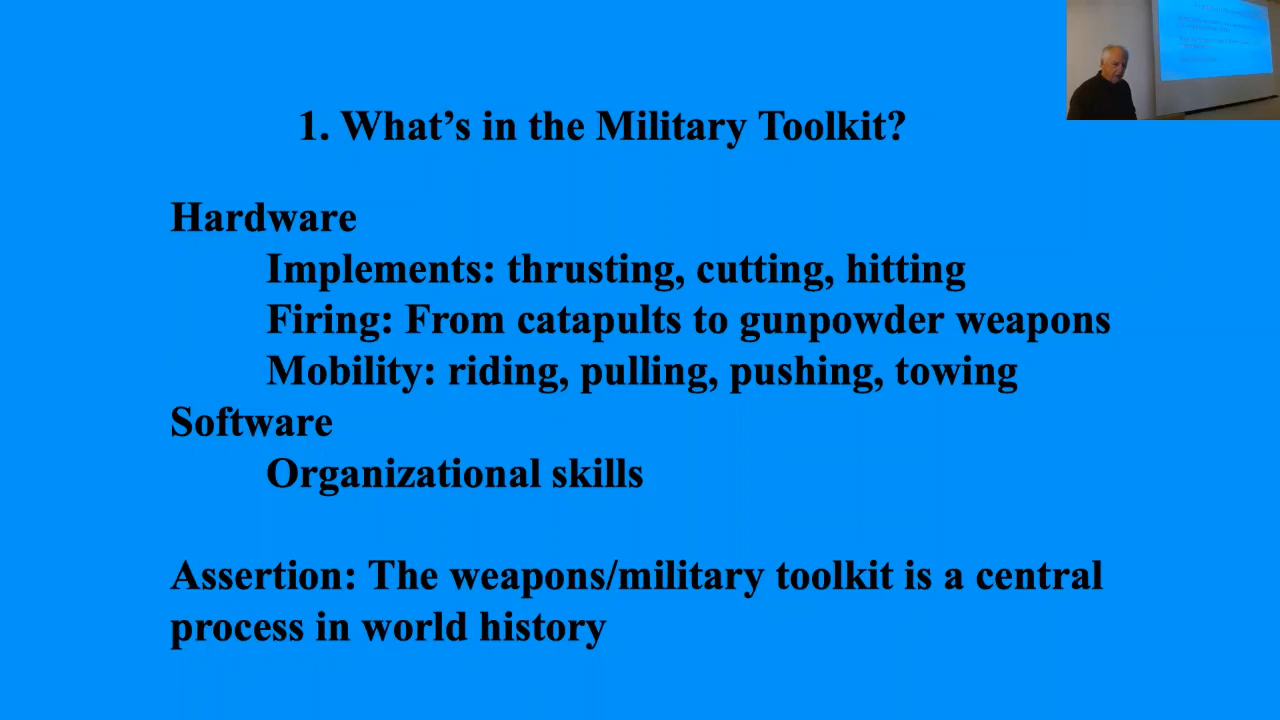 1. What's in the Military Toolkit?
Hardware
Implements: thrusting, cutting, hitting
Firing: From catapults to gunpowder weapons
Mobility: riding, pulling, pushing, towing
Software
Organizational skills
Assertion: The weapons/military toolkit is a central
process in world history